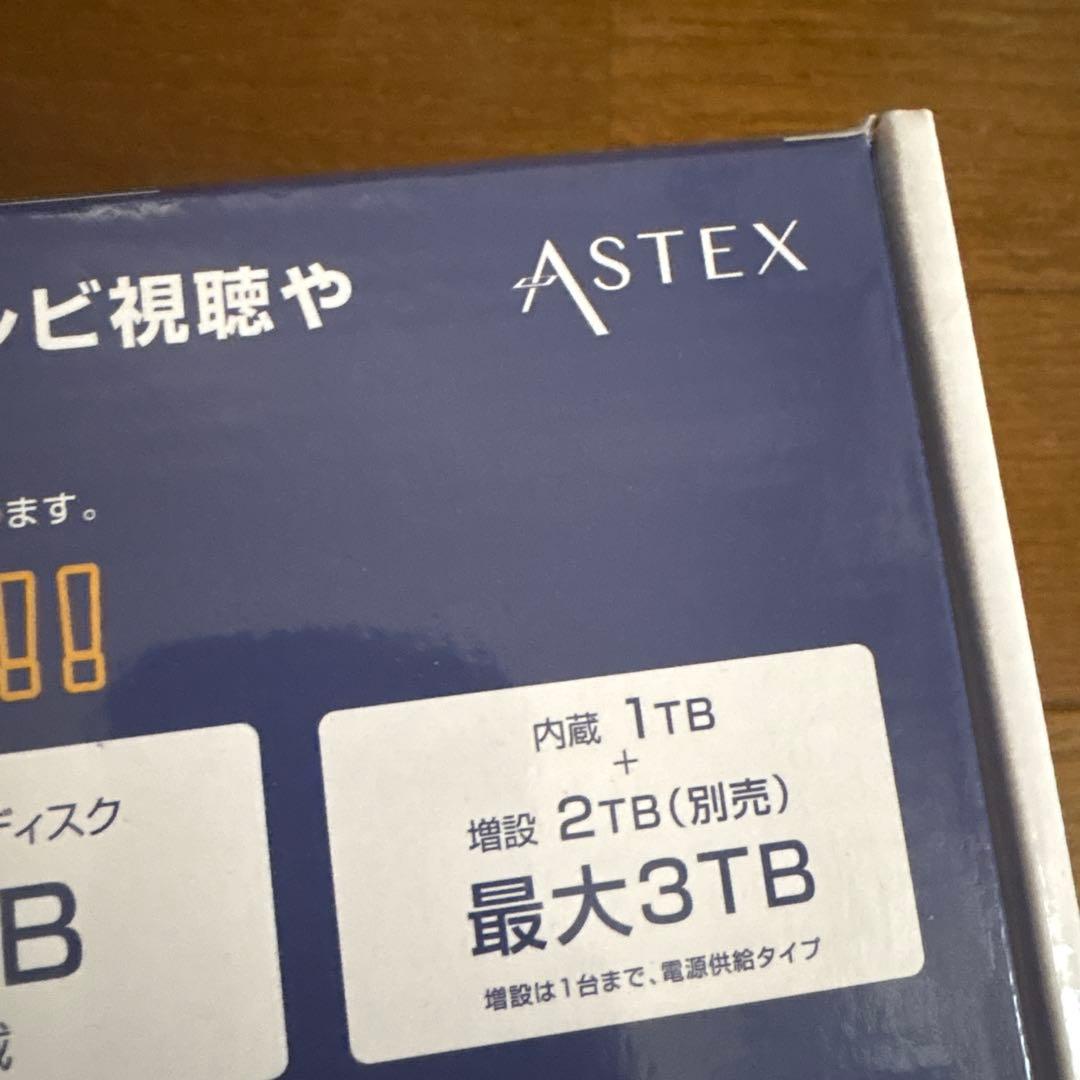 ASTEX
レビ視聴や
ます。
!!
内蔵 1TB
+
増設 2TB(別売)
最大3TB
増設は1台まで、電源供給タイプ
ディスク
B